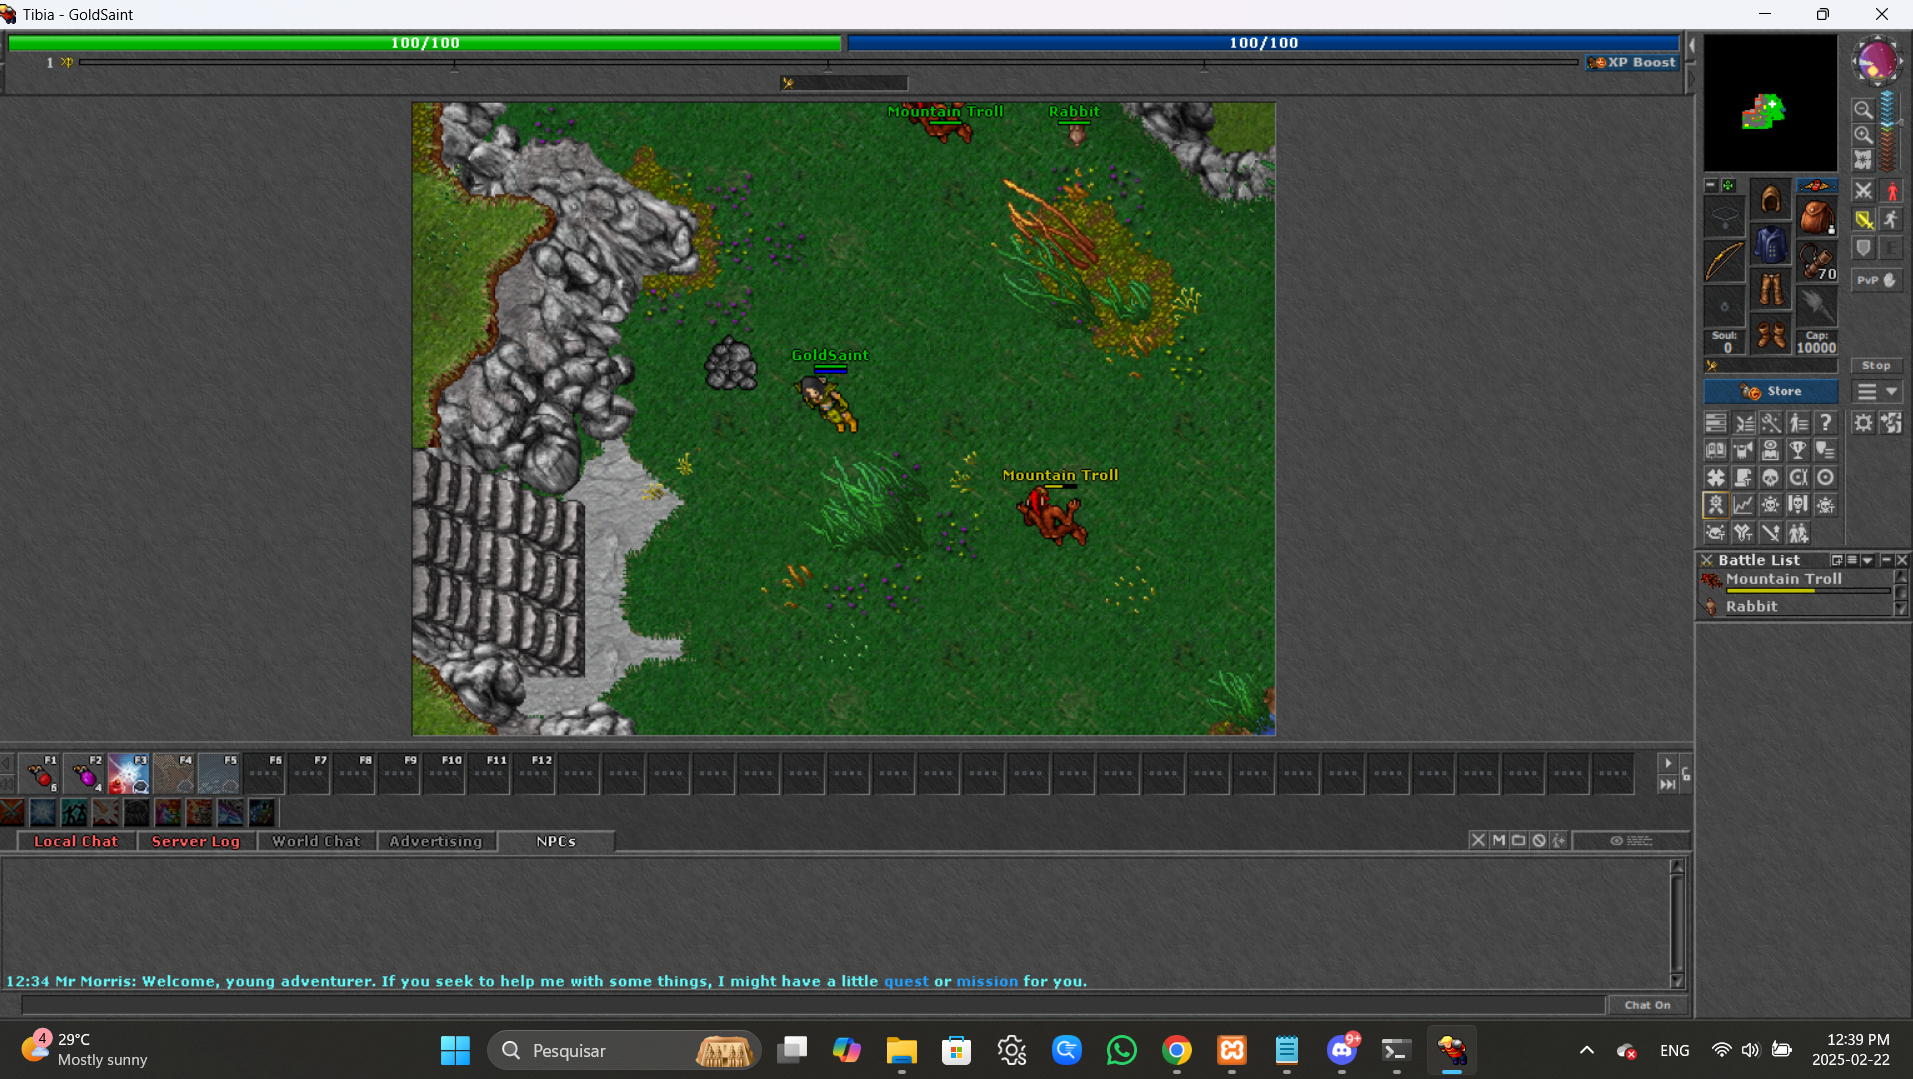 Tibia - GoldSaint
100/100
100/100
1
XP Boost
Mountain Troll
Rabbit
GoldSaint
Mountain Troll
70
Soul:
0
Cap:
10000
PvP
Stop
Store
Battle List
Mountain Troll
Rabbit
F1
F2
F3
F4
F5
F6
F7
F8
F9
F10
F11
F12
6
4
Local Chat
Server Log
World Chat
Advertising
NPCs
12:34 Mr Morris: Welcome, young adventurer. If you seek to help me with some things, I might have a little quest or mission for you.
Chat On
4
29°C
Mostly sunny
Pesquisar
9+
ENG
12:39 PM
2025-02-22